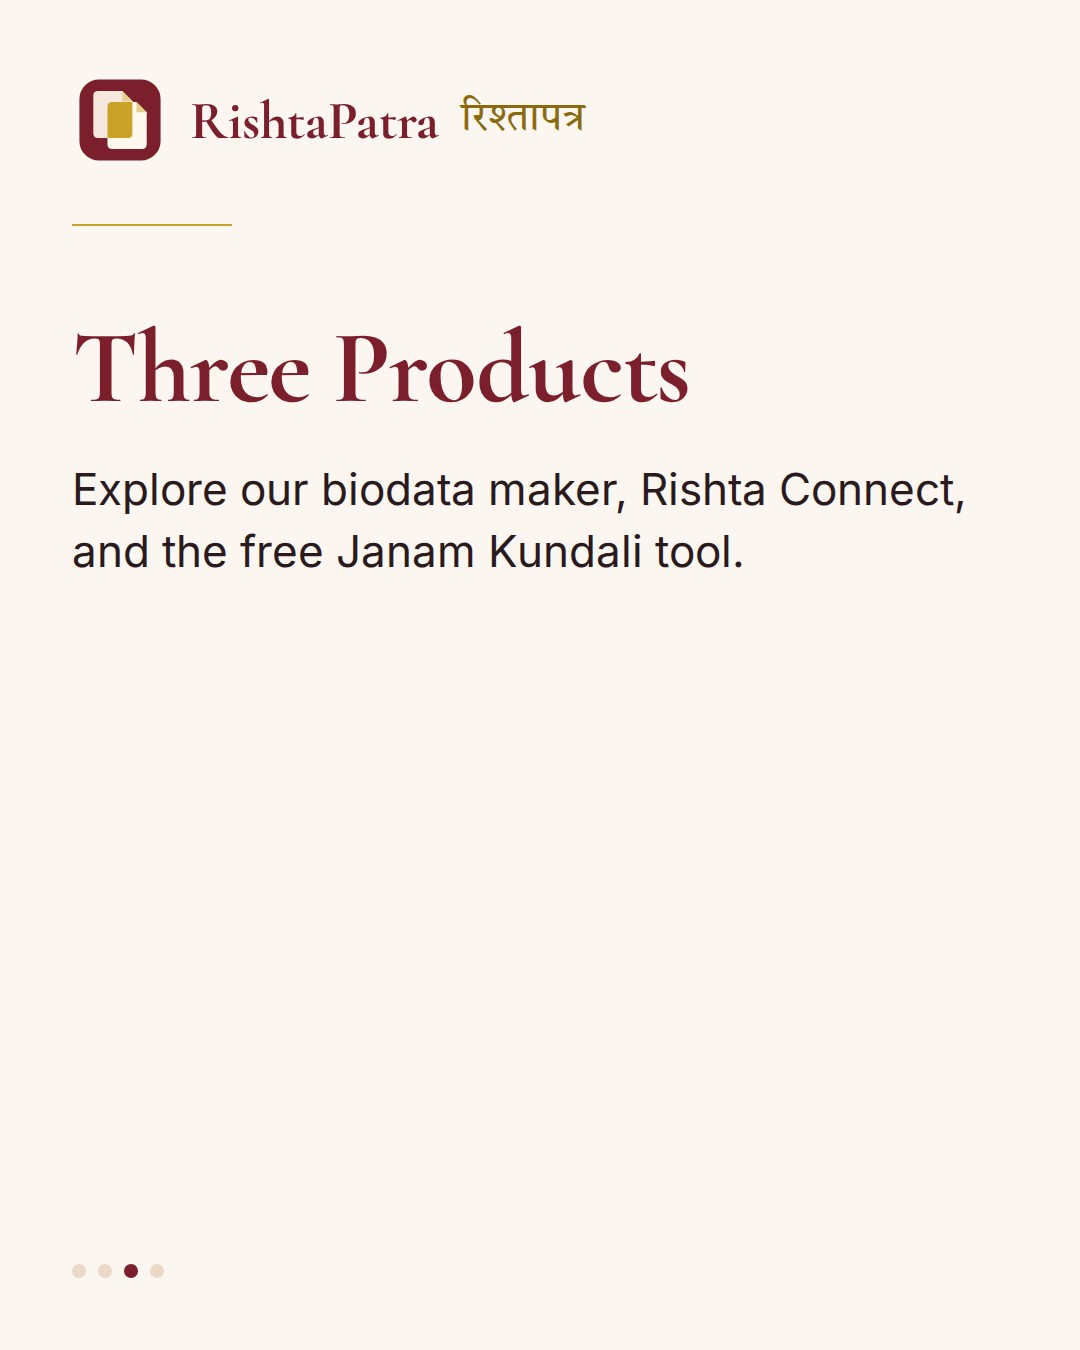 RishtaPatra रिश्तापत्र
Three Products
Explore our biodata maker, Rishta Connect,
and the free Janam Kundali tool.